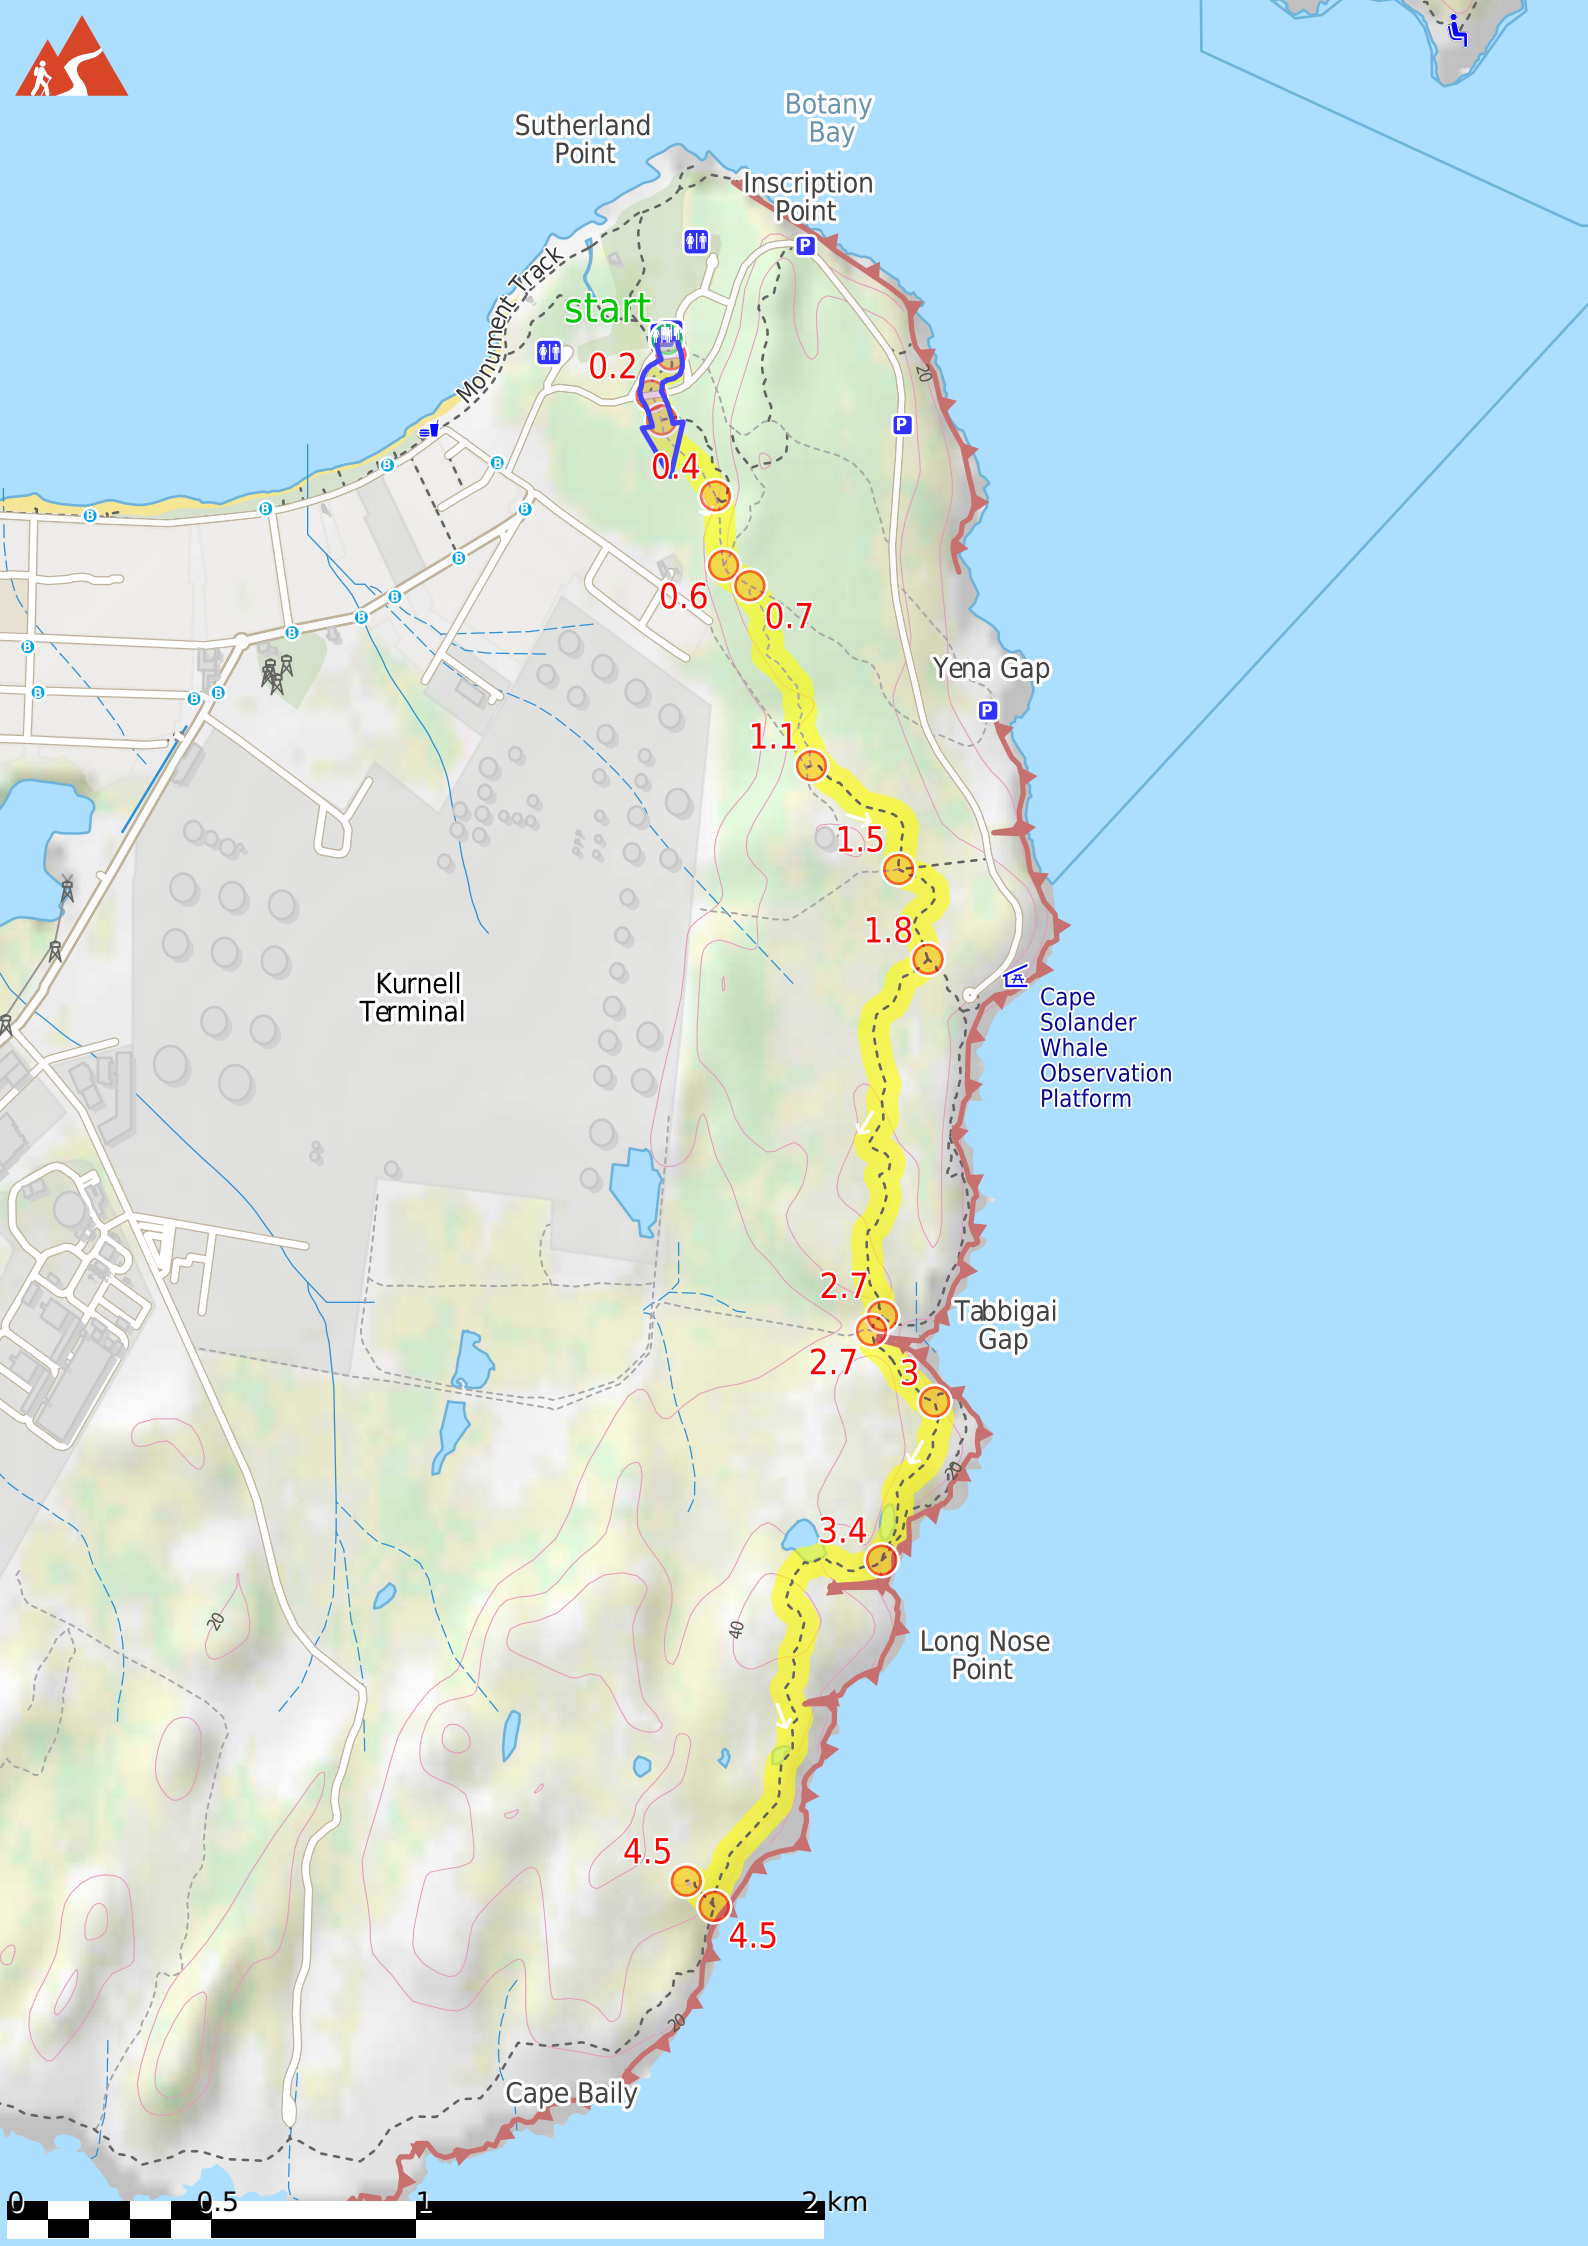 Botany
Bay
Sutherland
Point
Inscription
Point
P
Monument Track
start
0.2
20
P
B
B
0.4
B
B
B
B
B
0.6
0.7
B
B
B
Yena Gap
B
B
B
P
1.1
1.5
1.8
Kurnell
Terminal
Cape
Solander
Whale
Observation
Platform
2.7
Tabbigai
Gap
2.7
3
20
3.4
20
40
Long Nose
Point
4.5
4.5
20
Cape Baily
0 0.5 1 2 km